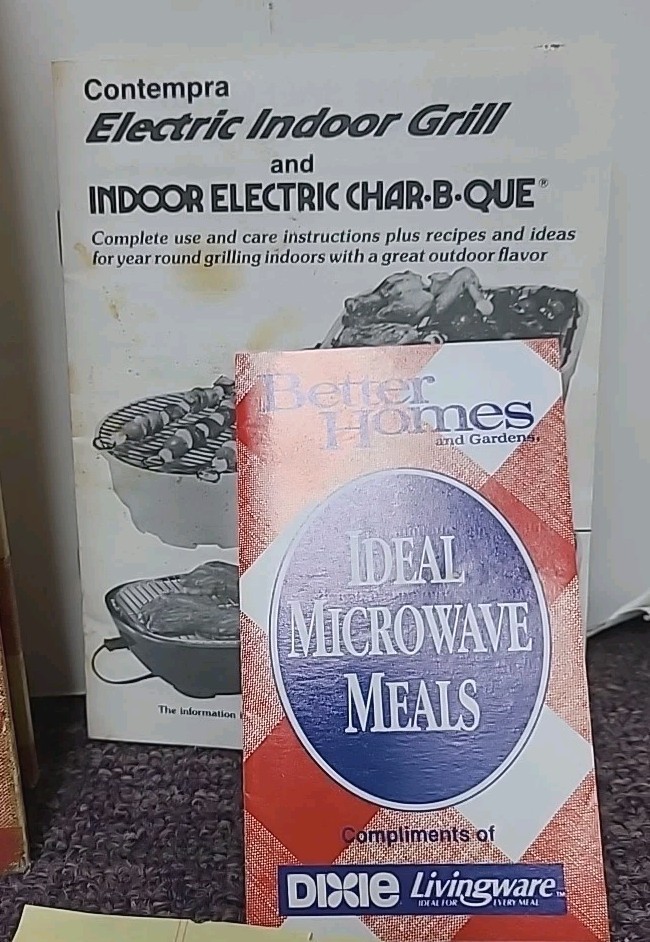 Contempra
Electric Indoor Grill
and
INDOOR ELECTRIC CHAR-B-QUE®
Complete use and care instructions plus recipes and ideas
for year round grilling indoors with a great outdoor flavor
The information
Better
Homes
and Gardens®
IDEAL
MICROWAVE
MEALS
Compliments of
DIXIE Livingware™
IDEAL FOR EVERY MEAL